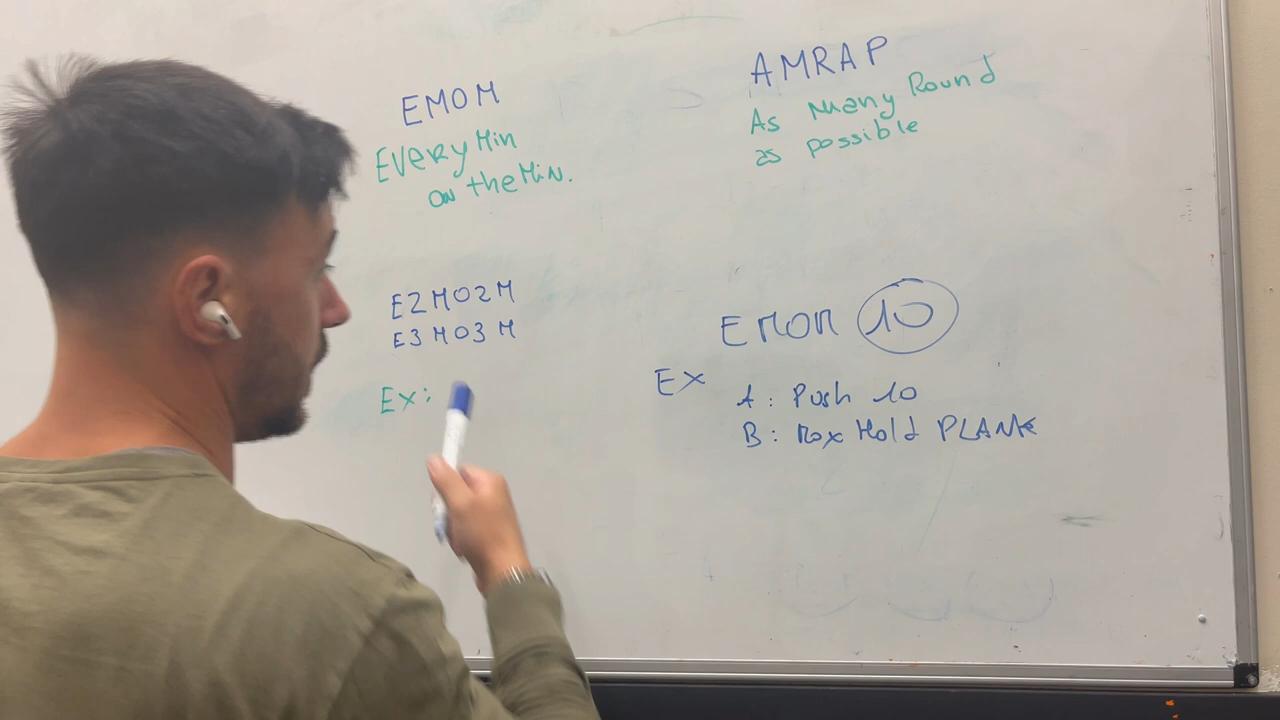 EMOM
Every Min
on the Min.
AMRAP
As many Round
as possible
E2MO2M
E3MO3M
Ex:
EMOM 10
EX
A: Push 10
B: Max Hold PLANK